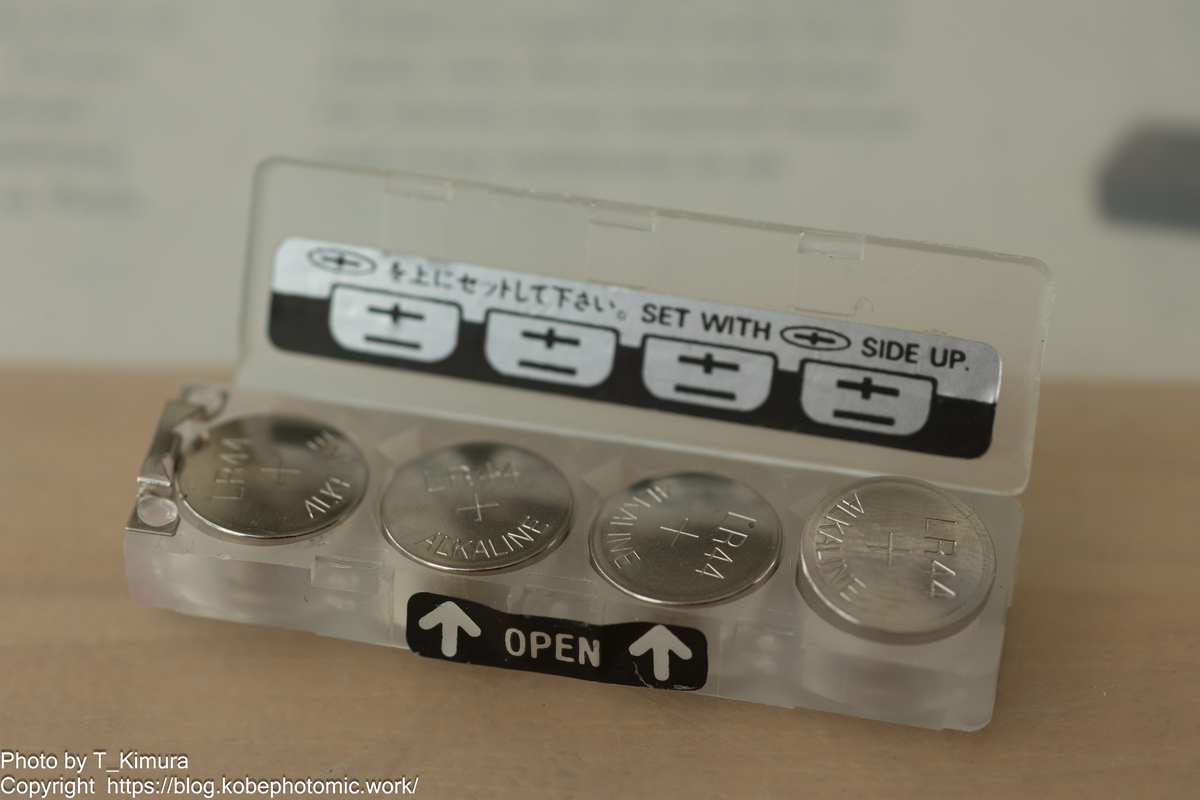 + を上にセットして下さい。 SET WITH + SIDE UP.
+ + + +
− − − −
LR44 + ALK
LR44 + ALKALINE
LR44 + ALKALINE
LR44 + ALKALINE
↑ OPEN ↑
Photo by T_Kimura
Copyright https://blog.kobephotomic.work/